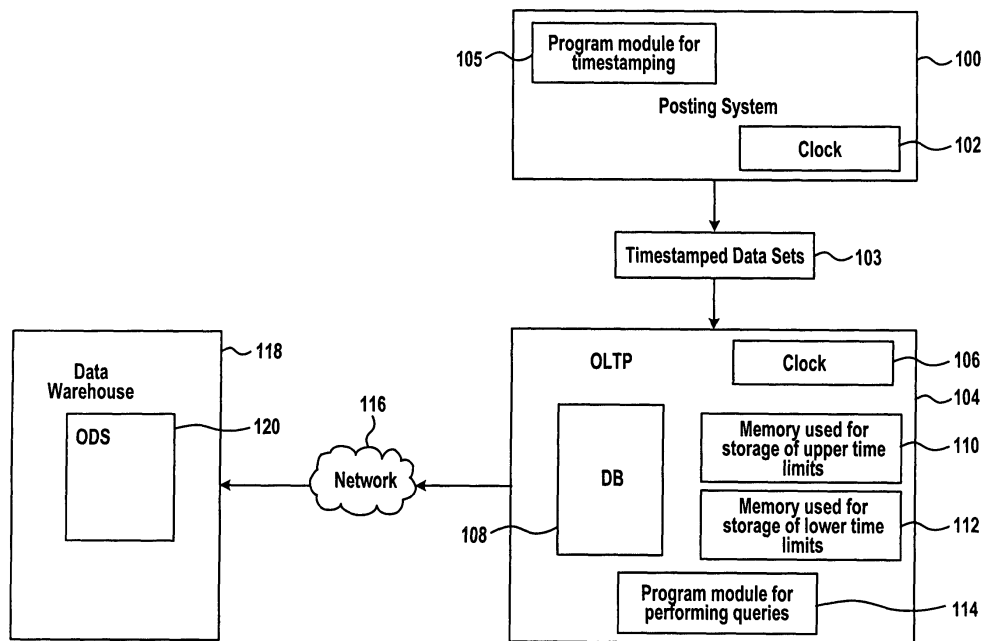 Program module for
timestamping
105
100
Posting System
Clock
102
Timestamped Data Sets
103
118
Data
Warehouse
ODS
120
116
Network
OLTP
Clock
106
104
DB
108
Memory used for
storage of upper time
limits
110
Memory used for
storage of lower time
limits
112
Program module for
performing queries
114